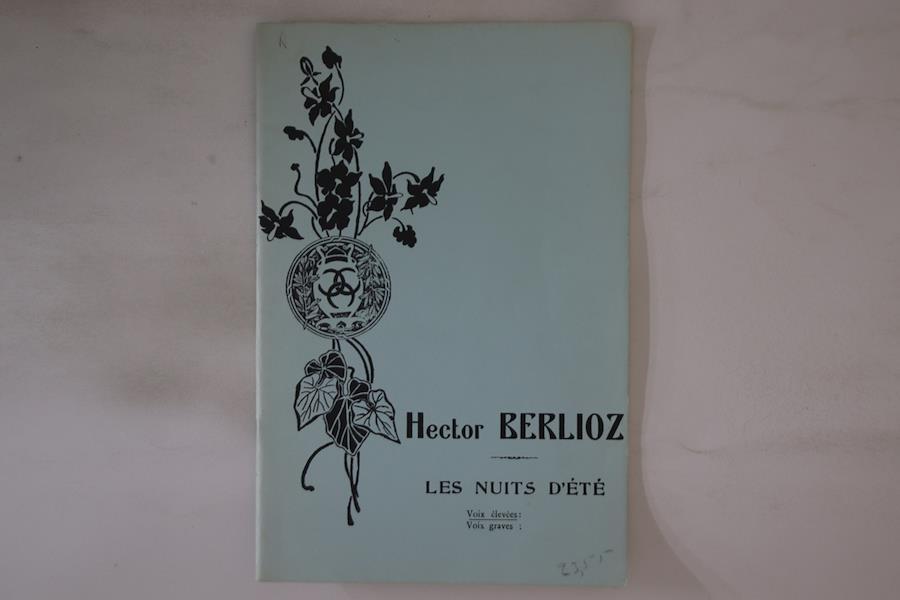 Hector BERLIOZ
LES NUITS D'ÉTÉ
Voix élevées :
Voix graves :